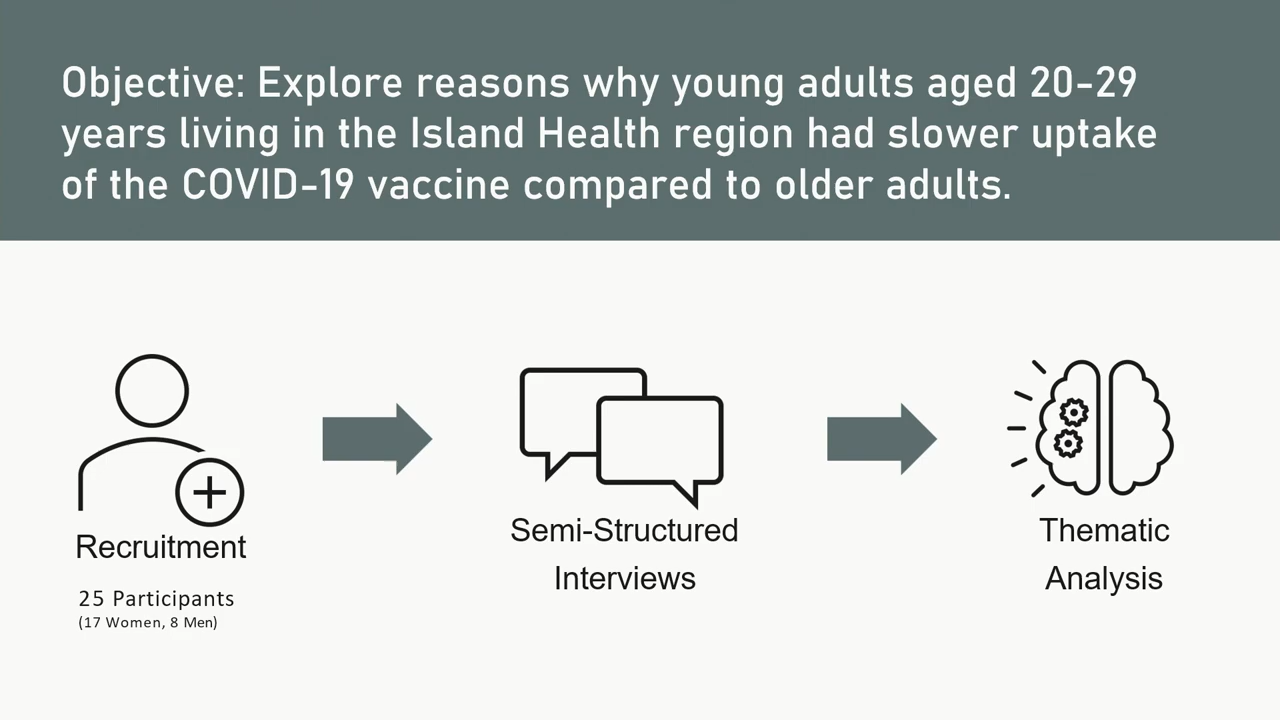 Objective: Explore reasons why young adults aged 20-29
years living in the Island Health region had slower uptake
of the COVID-19 vaccine compared to older adults.
Recruitment
25 Participants
(17 Women, 8 Men)
Semi-Structured
Interviews
Thematic
Analysis